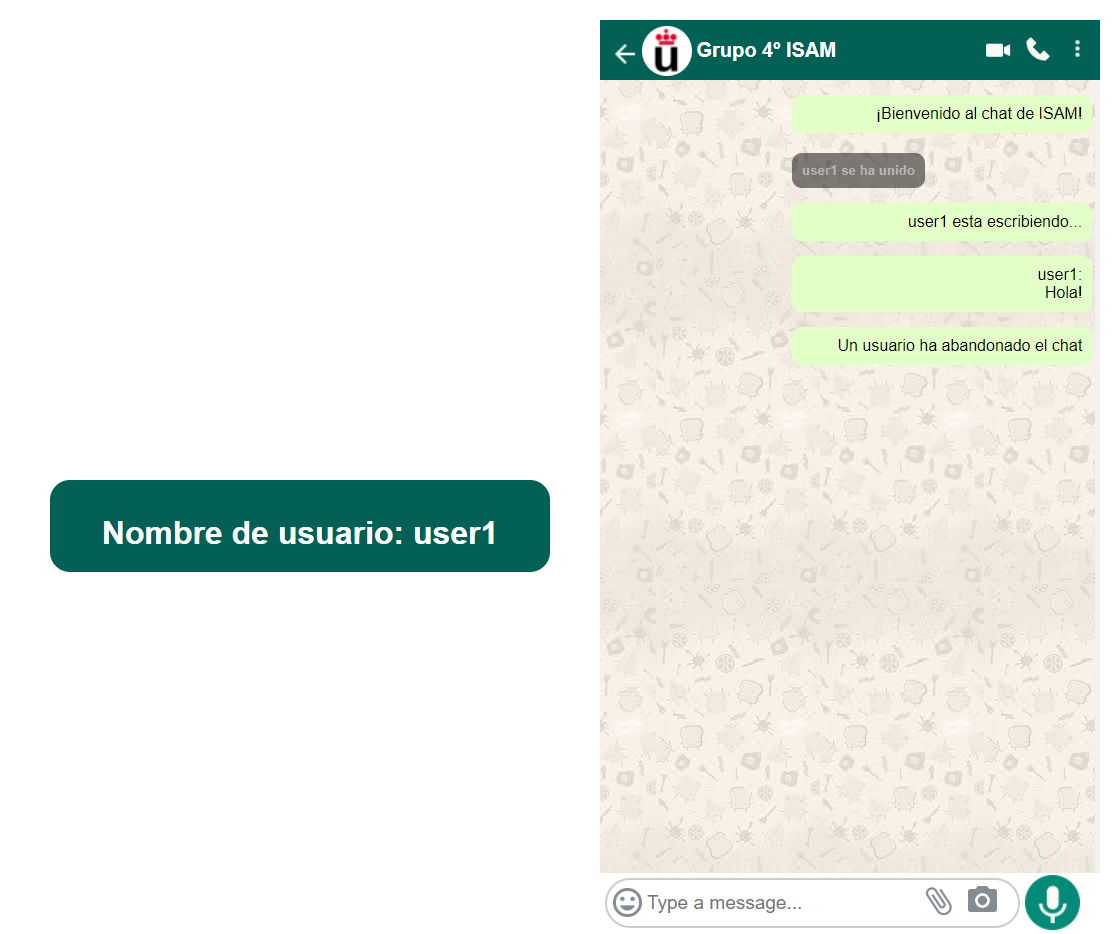 Nombre de usuario: user1
ü
Grupo 4º ISAM
¡Bienvenido al chat de ISAM!
user1 se ha unido
user1 esta escribiendo...
user1:
Hola!
Un usuario ha abandonado el chat
Type a message...